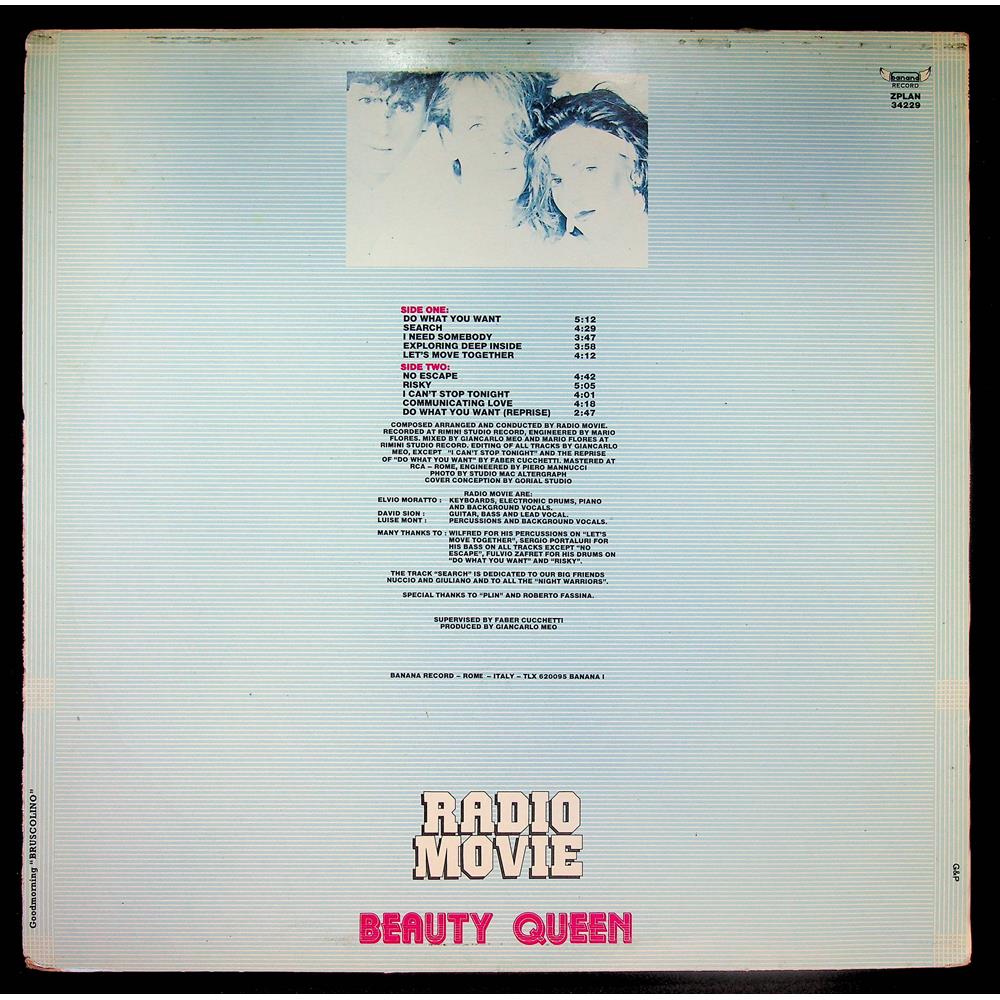 banana
RECORD
ZPLAN
34229
SIDE ONE:
DO WHAT YOU WANT 5:12
SEARCH 4:29
I NEED SOMEBODY 3:47
EXPLORING DEEP INSIDE 3:58
LET'S MOVE TOGETHER 4:12
SIDE TWO:
NO ESCAPE 4:42
RISKY 5:05
I CAN'T STOP TONIGHT 4:01
COMMUNICATING LOVE 4:18
DO WHAT YOU WANT (REPRISE) 2:47
COMPOSED ARRANGED AND CONDUCTED BY RADIO MOVIE.
RECORDED AT RIMINI STUDIO RECORD, ENGINEERED BY MARIO
FLORES. MIXED BY GIANCARLO MEO AND MARIO FLORES AT
RIMINI STUDIO RECORD. EDITING OF ALL TRACKS BY GIANCARLO
MEO, EXCEPT "I CAN'T STOP TONIGHT" AND THE REPRISE
OF "DO WHAT YOU WANT" BY FABER CUCCHETTI. MASTERED AT
RCA – ROME, ENGINEERED BY PIERO MANNUCCI
PHOTO BY STUDIO MAC ALTERGRAPH
COVER CONCEPTION BY GORIAL STUDIO
RADIO MOVIE ARE:
ELVIO MORATTO : KEYBOARDS, ELECTRONIC DRUMS, PIANO
AND BACKGROUND VOCALS.
DAVID SION : GUITAR, BASS AND LEAD VOCAL.
LUISE MONT : PERCUSSIONS AND BACKGROUND VOCALS.
MANY THANKS TO : WILFRED FOR HIS PERCUSSIONS ON "LET'S
MOVE TOGETHER", SERGIO PORTALURI FOR
HIS BASS ON ALL TRACKS EXCEPT "NO
ESCAPE", FULVIO ZAFRET FOR HIS DRUMS ON
"DO WHAT YOU WANT" AND "RISKY".
THE TRACK "SEARCH" IS DEDICATED TO OUR BIG FRIENDS
NUCCIO AND GIULIANO AND TO ALL THE "NIGHT WARRIORS".
SPECIAL THANKS TO "PLIN" AND ROBERTO FASSINA.
SUPERVISED BY FABER CUCCHETTI
PRODUCED BY GIANCARLO MEO
BANANA RECORD – ROME – ITALY – TLX 620095 BANANA I
RADIO
MOVIE
BEAUTY QUEEN
Goodmorning "BRUSCOLINO"
G&P